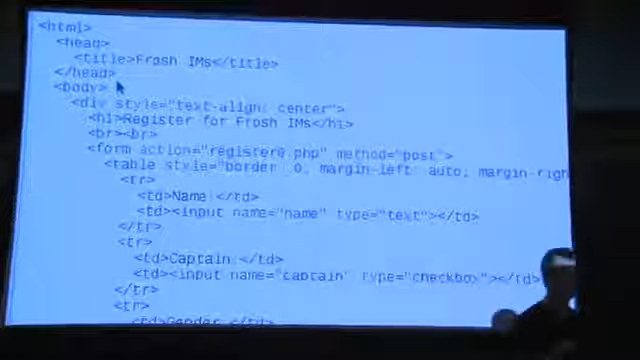 <html>
<head>
<title>Frosh IMs</title>
</head>
<body>
<div style="text-align: center">
<h1>Register for Frosh IMs</h1>
<br><br>
<form action="register0.php" method="post">
<table style="border: 0; margin-left: auto; margin-righ
<tr>
<td>Name:</td>
<td><input name="name" type="text"></td>
</tr>
<tr>
<td>Captain:</td>
<td><input name="captain" type="checkbox"></td>
</tr>
<tr>
<td>Gender:</td>